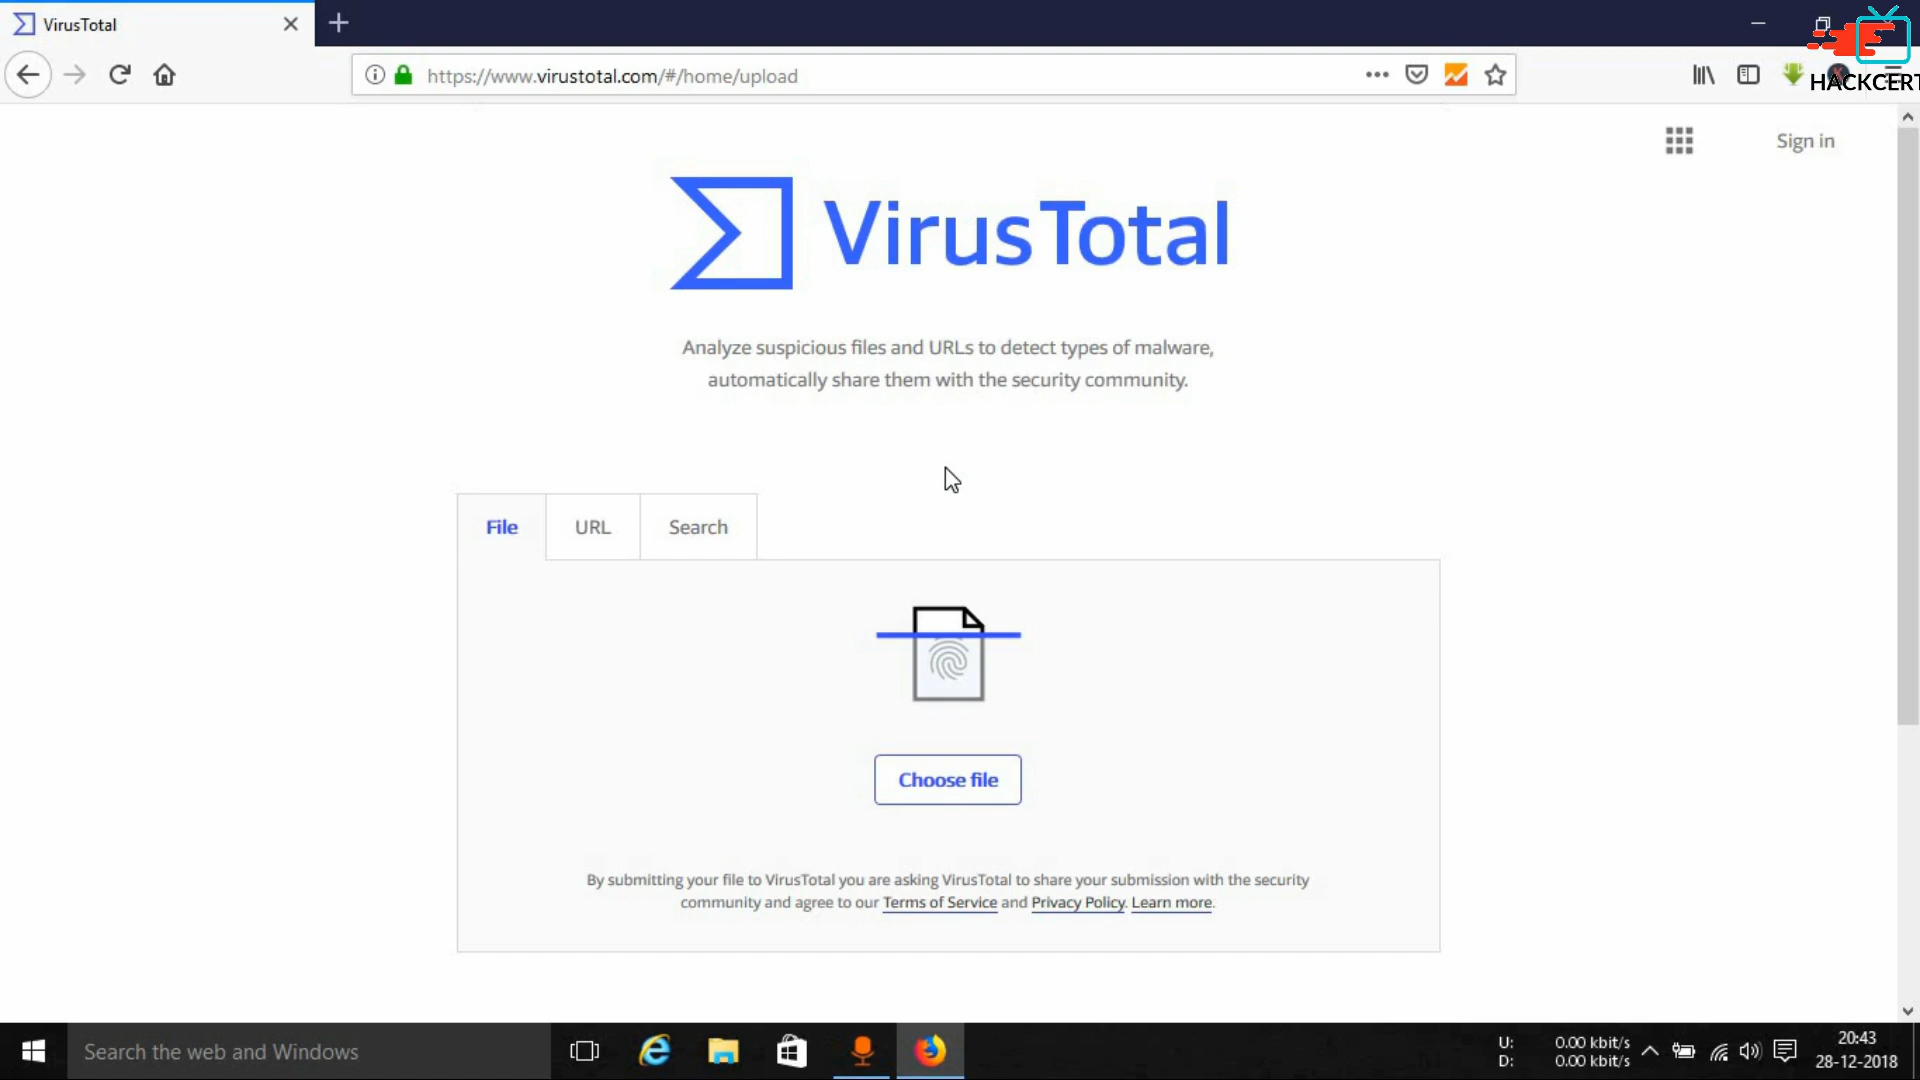 VirusTotal
https://www.virustotal.com/#/home/upload
HACKCERT
Sign in
VirusTotal
Analyze suspicious files and URLs to detect types of malware,
automatically share them with the security community.
File
URL
Search
Choose file
By submitting your file to VirusTotal you are asking VirusTotal to share your submission with the security
community and agree to our Terms of Service and Privacy Policy. Learn more.
Search the web and Windows
U: 0.00 kbit/s
D: 0.00 kbit/s
20:43
28-12-2018